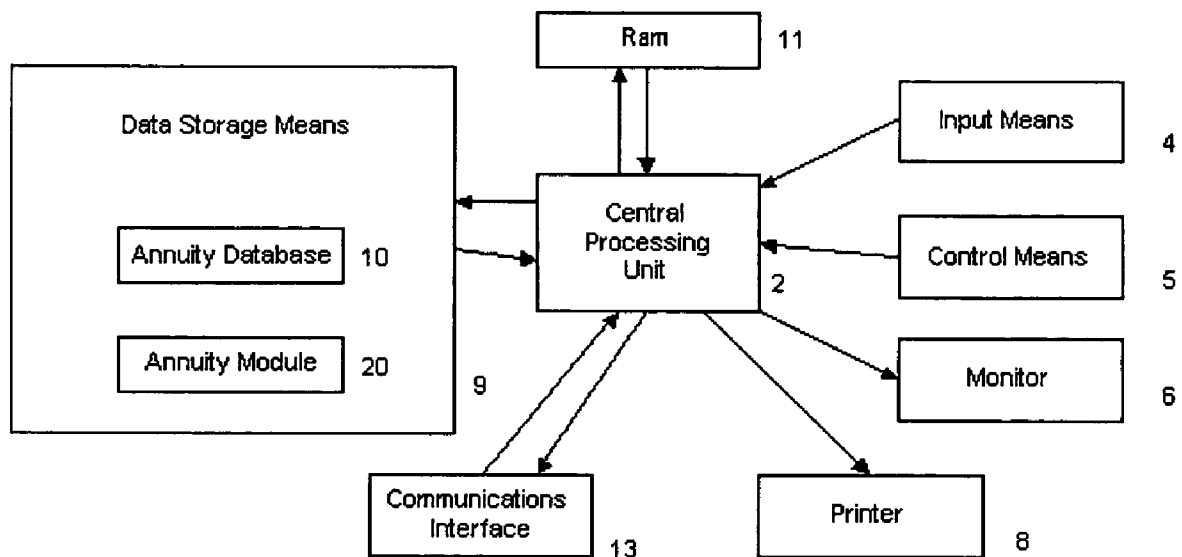 Ram
11
Data Storage Means
Input Means
4
Central
Processing
Unit
2
Annuity Database
10
Control Means
5
Annuity Module
20
9
Monitor
6
Communications
Interface
13
Printer
8